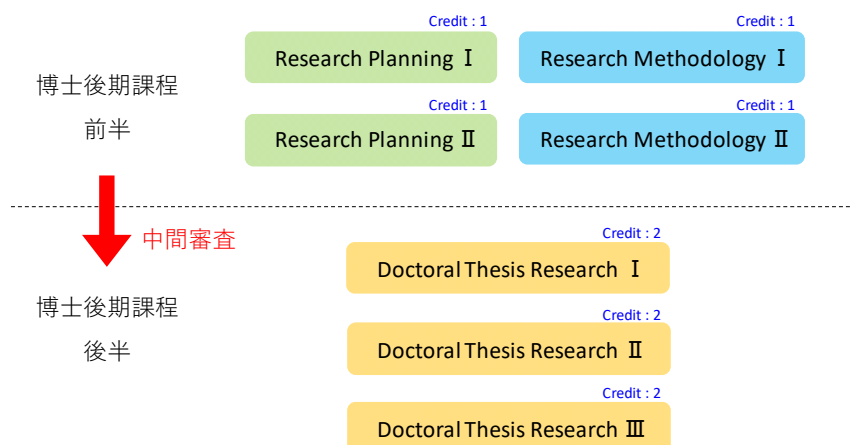 Credit : 1
Credit : 1
Research Planning Ⅰ
Research Methodology Ⅰ
博士後期課程
前半
Credit : 1
Credit : 1
Research Planning Ⅱ
Research Methodology Ⅱ
中間審査
Credit : 2
Doctoral Thesis Research Ⅰ
博士後期課程
後半
Credit : 2
Doctoral Thesis Research Ⅱ
Credit : 2
Doctoral Thesis Research Ⅲ